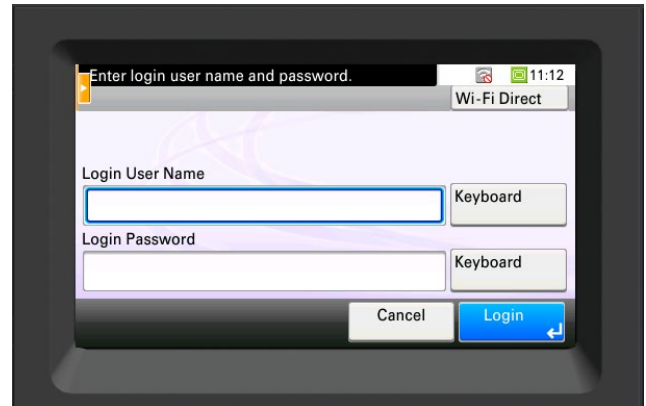 Enter login user name and password.
11:12
Wi-Fi Direct
Login User Name
Keyboard
Login Password
Keyboard
Cancel
Login